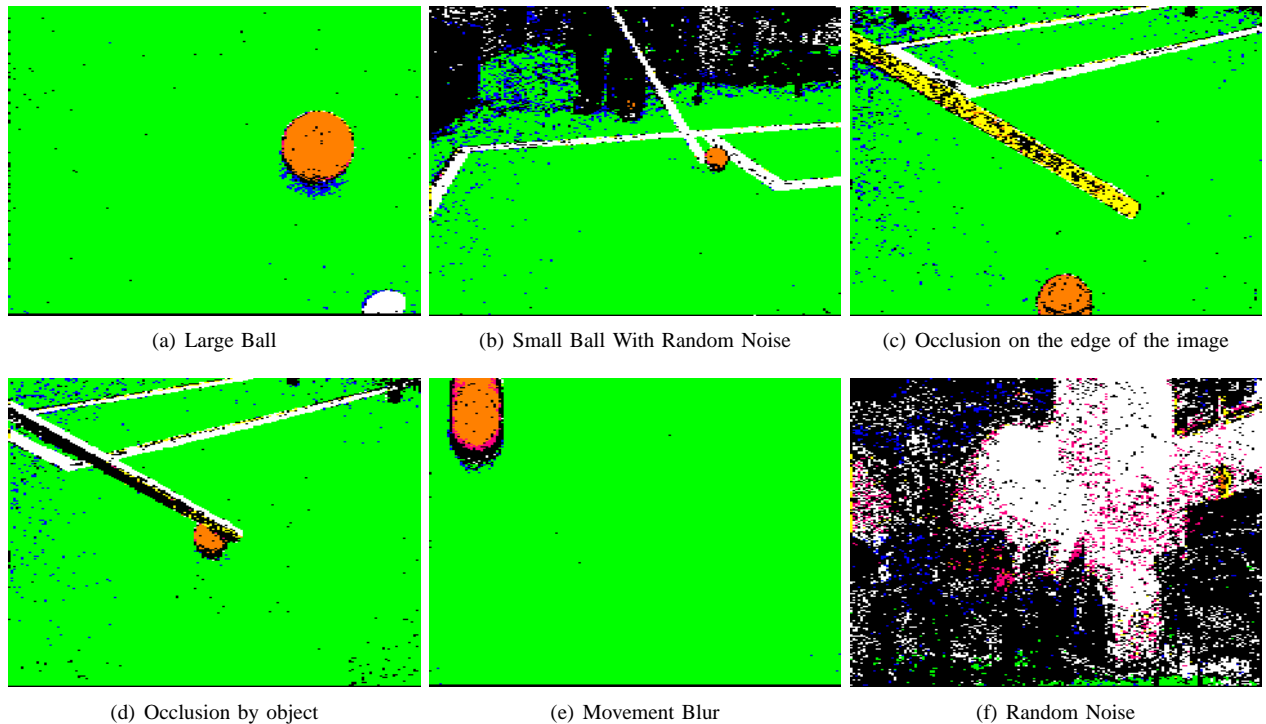 (a) Large Ball
(b) Small Ball With Random Noise
(c) Occlusion on the edge of the image
(d) Occlusion by object
(e) Movement Blur
(f) Random Noise